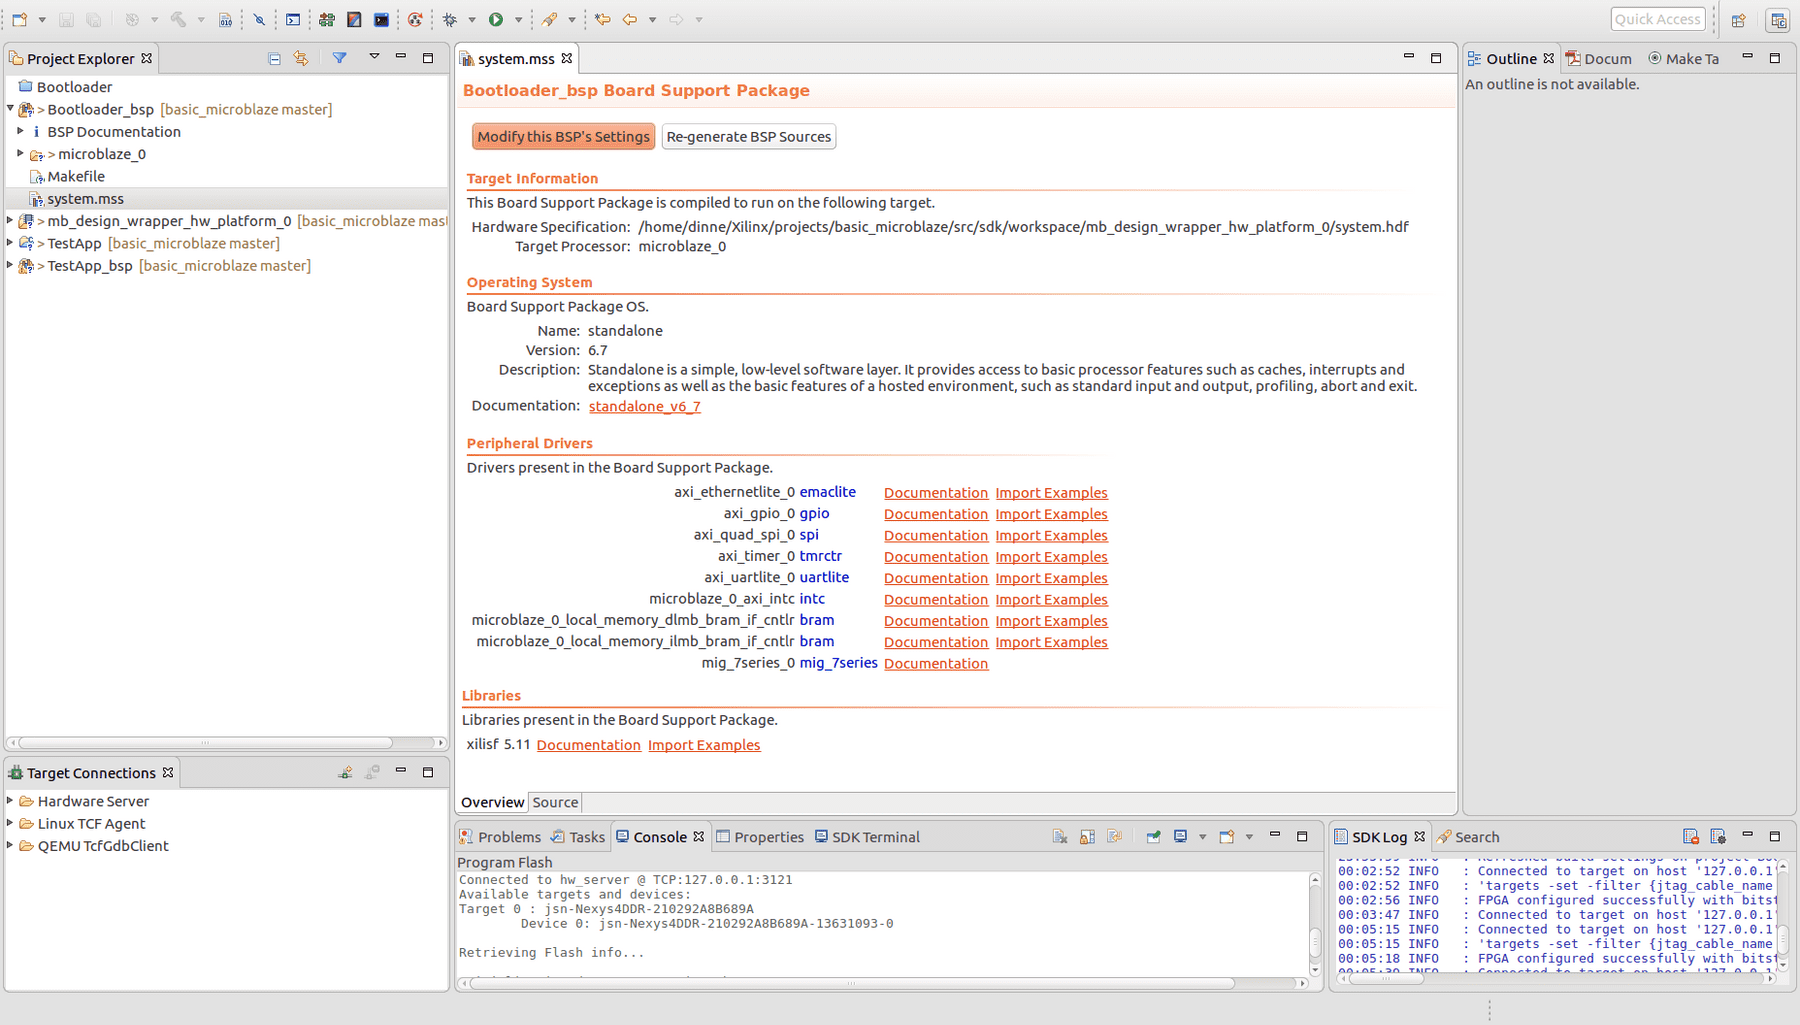 Quick Access
Project Explorer
Bootloader
> Bootloader_bsp [basic_microblaze master]
BSP Documentation
> microblaze_0
Makefile
system.mss
> mb_design_wrapper_hw_platform_0 [basic_microblaze mast
> TestApp [basic_microblaze master]
> TestApp_bsp [basic_microblaze master]
Target Connections
Hardware Server
Linux TCF Agent
QEMU TcfGdbClient
system.mss
Bootloader_bsp Board Support Package
Modify this BSP's Settings Re-generate BSP Sources
Target Information
This Board Support Package is compiled to run on the following target.
Hardware Specification: /home/dinne/Xilinx/projects/basic_microblaze/src/sdk/workspace/mb_design_wrapper_hw_platform_0/system.hdf
Target Processor: microblaze_0
Operating System
Board Support Package OS.
Name: standalone
Version: 6.7
Description: Standalone is a simple, low-level software layer. It provides access to basic processor features such as caches, interrupts and
exceptions as well as the basic features of a hosted environment, such as standard input and output, profiling, abort and exit.
Documentation: standalone_v6_7
Peripheral Drivers
Drivers present in the Board Support Package.
axi_ethernetlite_0 emaclite Documentation Import Examples
axi_gpio_0 gpio Documentation Import Examples
axi_quad_spi_0 spi Documentation Import Examples
axi_timer_0 tmrctr Documentation Import Examples
axi_uartlite_0 uartlite Documentation Import Examples
microblaze_0_axi_intc intc Documentation Import Examples
microblaze_0_local_memory_dlmb_bram_if_cntlr bram Documentation Import Examples
microblaze_0_local_memory_ilmb_bram_if_cntlr bram Documentation Import Examples
mig_7series_0 mig_7series Documentation
Libraries
Libraries present in the Board Support Package.
xilisf 5.11 Documentation Import Examples
Overview Source
Outline Docum Make Ta
An outline is not available.
Problems Tasks Console Properties SDK Terminal
Program Flash
Connected to hw_server @ TCP:127.0.0.1:3121
Available targets and devices:
Target 0 : jsn-Nexys4DDR-210292A8B689A
Device 0: jsn-Nexys4DDR-210292A8B689A-13631093-0
Retrieving Flash info...
SDK Log Search
00:02:52 INFO : Connected to target on host '127.0.0.1'
00:02:52 INFO : 'targets -set -filter {jtag_cable_name
00:02:56 INFO : FPGA configured successfully with bitst
00:03:47 INFO : Connected to target on host '127.0.0.1'
00:05:15 INFO : Connected to target on host '127.0.0.1'
00:05:15 INFO : 'targets -set -filter {jtag_cable_name
00:05:18 INFO : FPGA configured successfully with bitst
00:05:39 INFO : Connected to target on host '127.0.0.1'